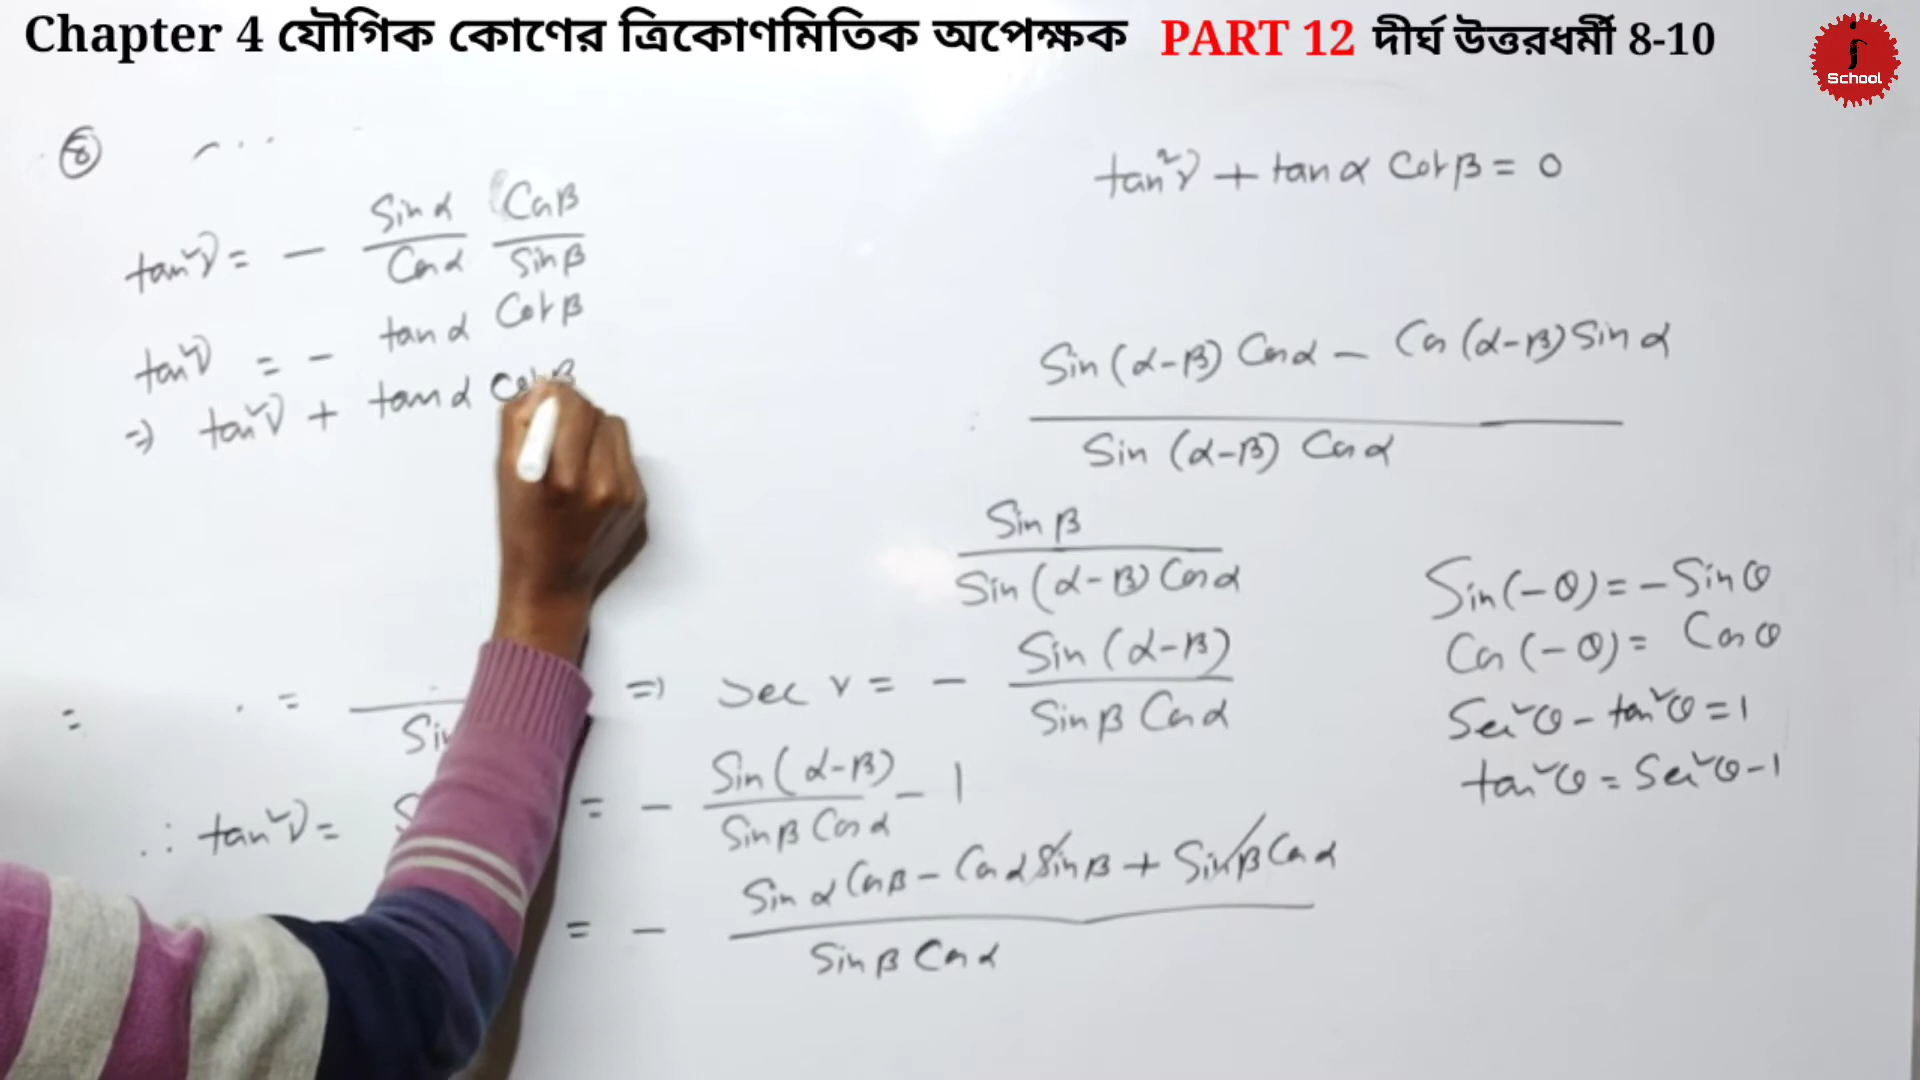 Chapter 4 যৌগিক কোণের ত্রিকোণমিতিক অপেক্ষক PART 12 দীর্ঘ উত্তরধর্মী 8-10
School
⑧
tan²γ + tan α Cot β = 0
tan²γ = - Sin α / Cos α Cos β / Sin β
tan²γ = - tan α Cot β
⇒ tan²γ + tan α Cot β
Sin (α-β) Cos α - Cos (α-β) Sin α
Sin (α-β) Cos α
Sin β
Sin (α-β) Cos α
Sin(-θ) = - Sin θ
Cos (-θ) = Cos θ
Sec²θ - tan²θ = 1
tan²θ = Sec²θ - 1
= =
⇒ Sec γ = - Sin (α-β) / Sin β Cos α
∴ tan²γ =
= - Sin (α-β) / Sin β Cos α - 1
= - Sin α Cos β - Cos α Sin β + Sin β Cos α
Sin β Cos α